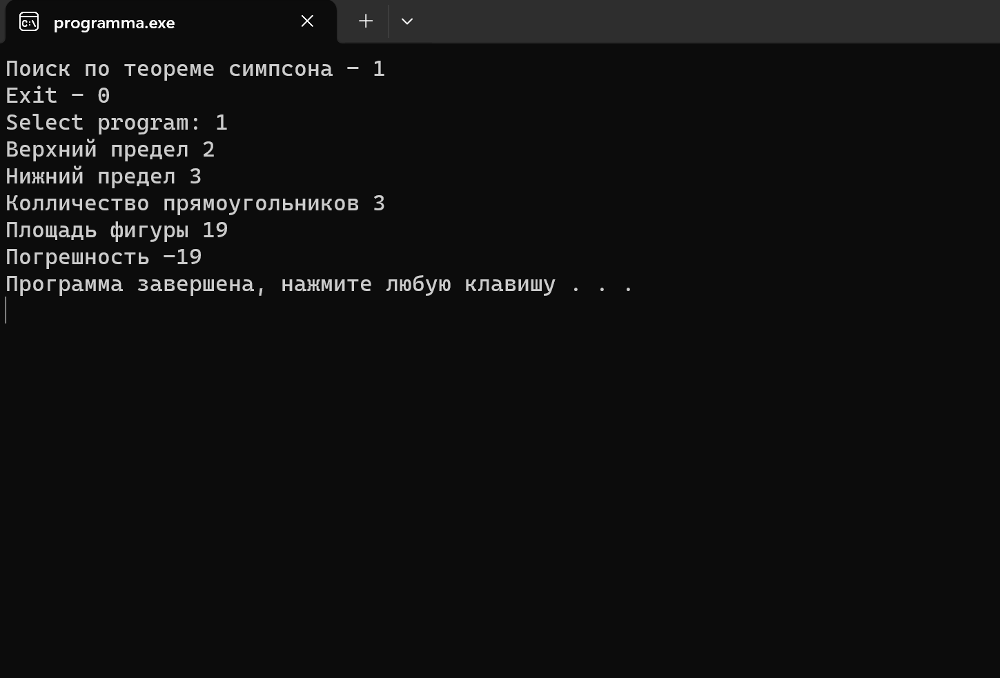 programma.exe
Поиск по теореме симпсона - 1
Exit - 0
Select program: 1
Верхний предел 2
Нижний предел 3
Колличество прямоугольников 3
Площадь фигуры 19
Погрешность -19
Программа завершена, нажмите любую клавишу . . .